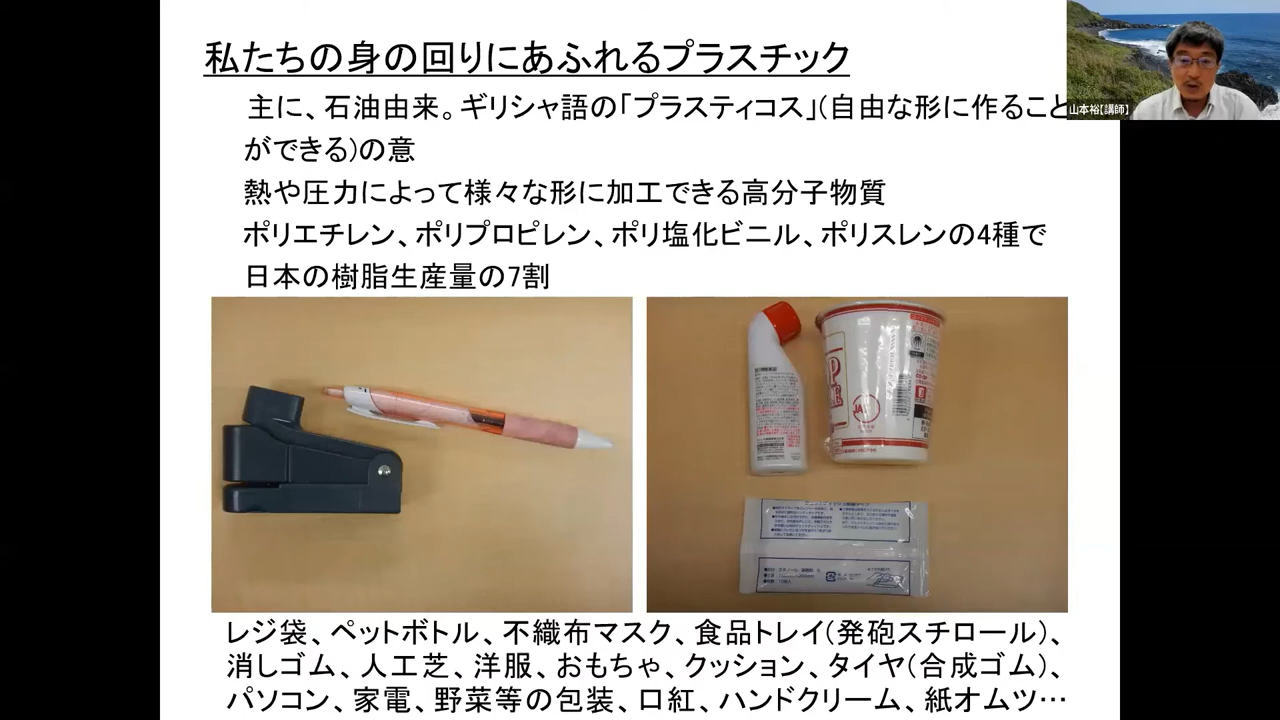 私たちの身の回りにあふれるプラスチック
主に、石油由来。ギリシャ語の「プラスティコス」(自由な形に作ること
ができる)の意
熱や圧力によって様々な形に加工できる高分子物質
ポリエチレン、ポリプロピレン、ポリ塩化ビニル、ポリスレンの4種で
日本の樹脂生産量の7割
山本裕【講師】
JAS
レジ袋、ペットボトル、不織布マスク、食品トレイ(発砲スチロール)、
消しゴム、人工芝、洋服、おもちゃ、クッション、タイヤ(合成ゴム)、
パソコン、家電、野菜等の包装、口紅、ハンドクリーム、紙オムツ…